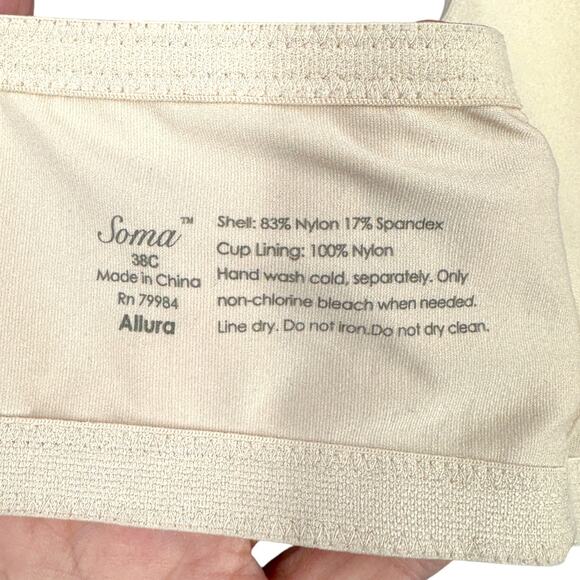 Soma™
38C
Made in China
Rn 79984
Allura
Shell: 83% Nylon 17% Spandex
Cup Lining: 100% Nylon
Hand wash cold, separately. Only
non-chlorine bleach when needed.
Line dry. Do not iron.Do not dry clean.